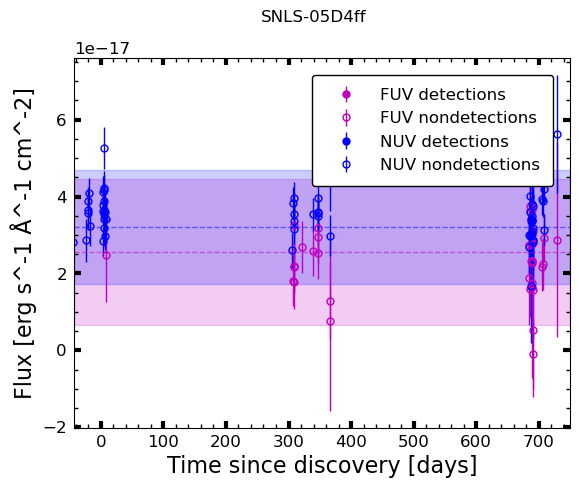 SNLS-05D4ff
1e−17
FUV detections
FUV nondetections
NUV detections
NUV nondetections
6
4
2
0
−2
0 100 200 300 400 500 600 700
Flux [erg s^-1 Å^-1 cm^-2]
Time since discovery [days]